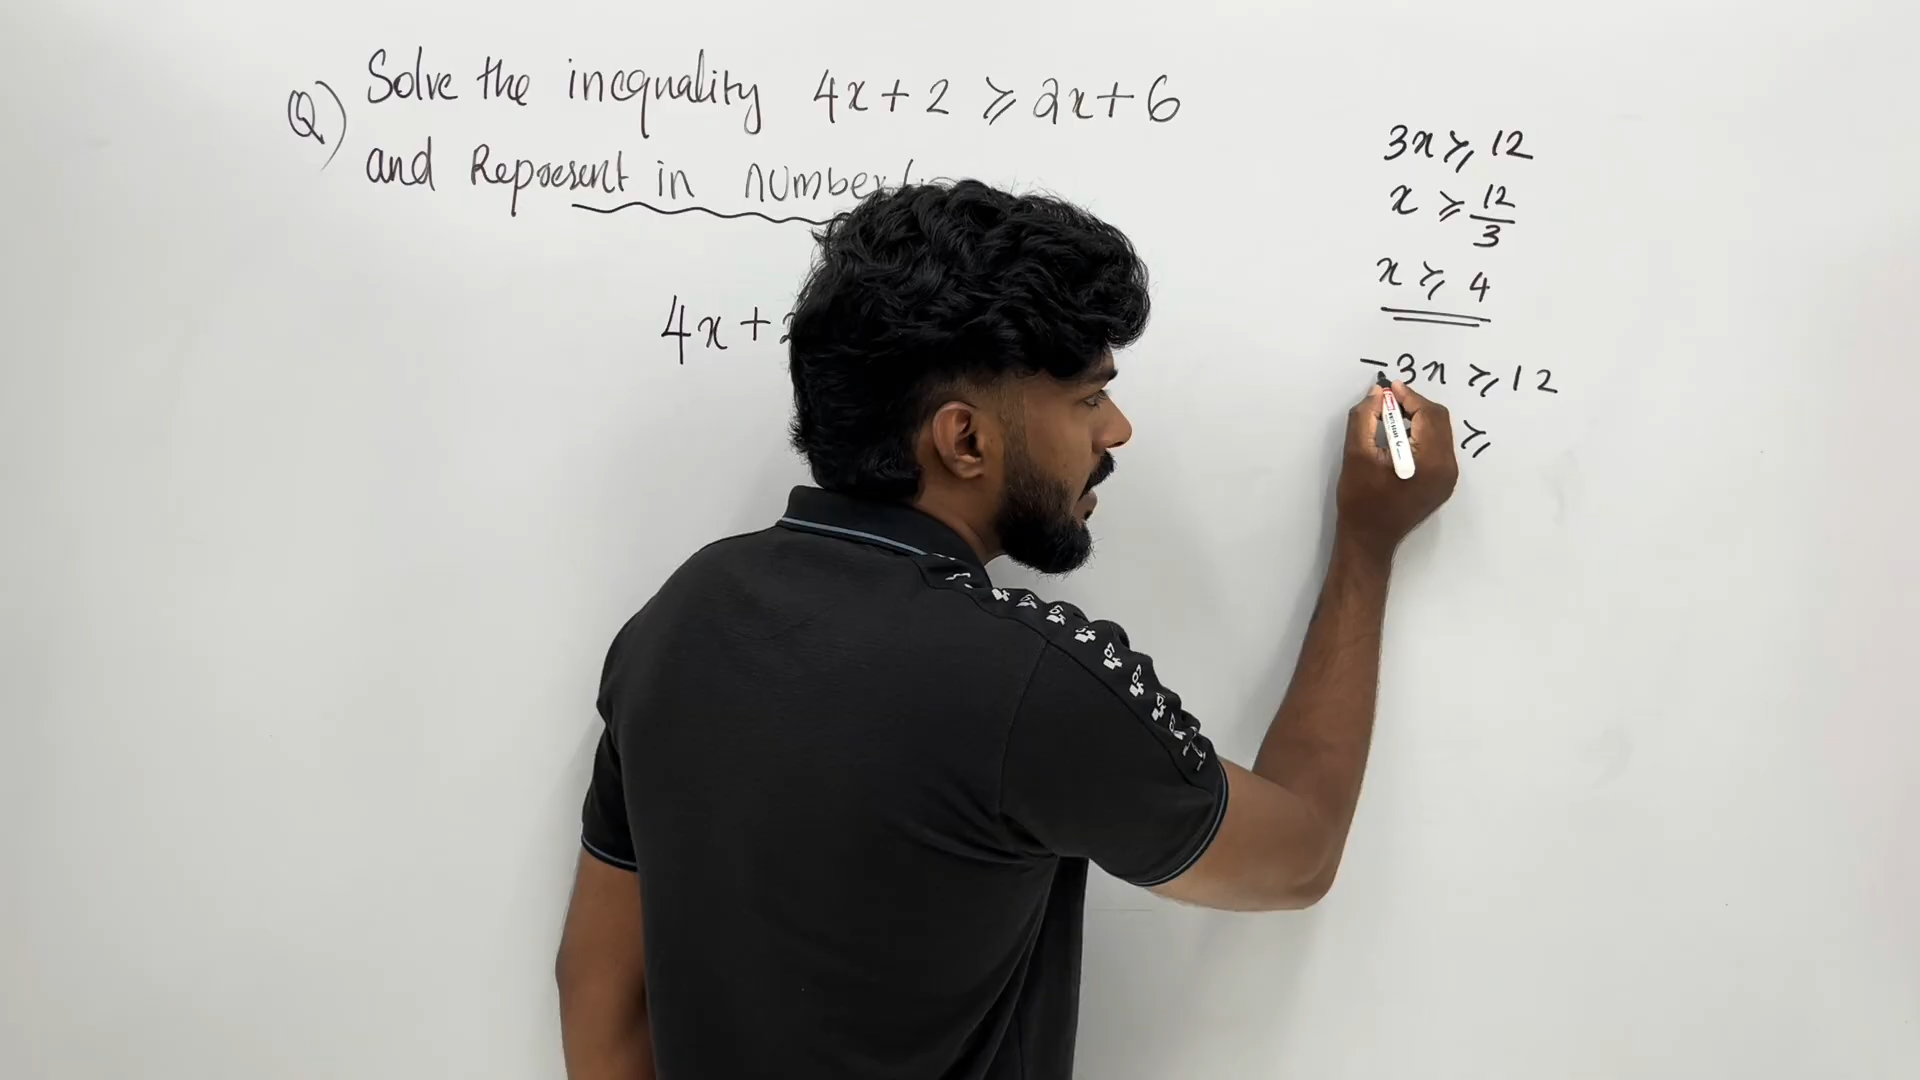 Q) Solve the inequality 4x + 2 ⩾ 2x + 6
and Represent in number
4x +
3x ⩾ 12
x ⩾ 12/3
x ⩾ 4
-3x ⩾ 12
⩾